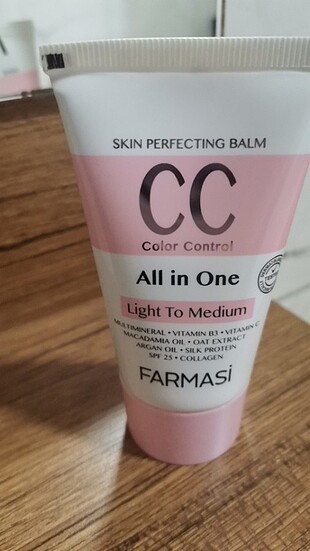 SKIN PERFECTING BALM
CC
Color Control
All in One
Light To Medium
MULTIMINERAL • VITAMIN B3 • VITAMIN C
MACADAMIA OIL • OAT EXTRACT
ARGAN OIL • SILK PROTEIN
SPF 25 • COLLAGEN
FARMASi